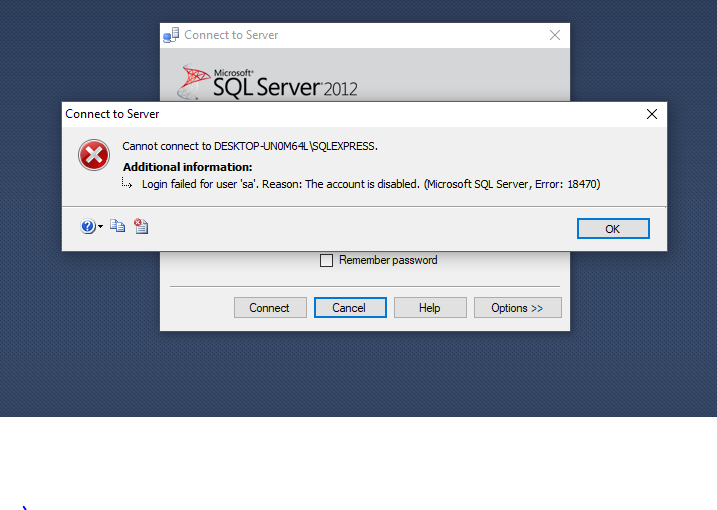 Connect to Server
Microsoft®
SQL Server® 2012
Connect to Server
Cannot connect to DESKTOP-UN0M64L\SQLEXPRESS.
Additional information:
Login failed for user 'sa'. Reason: The account is disabled. (Microsoft SQL Server, Error: 18470)
OK
Remember password
Connect Cancel Help Options >>